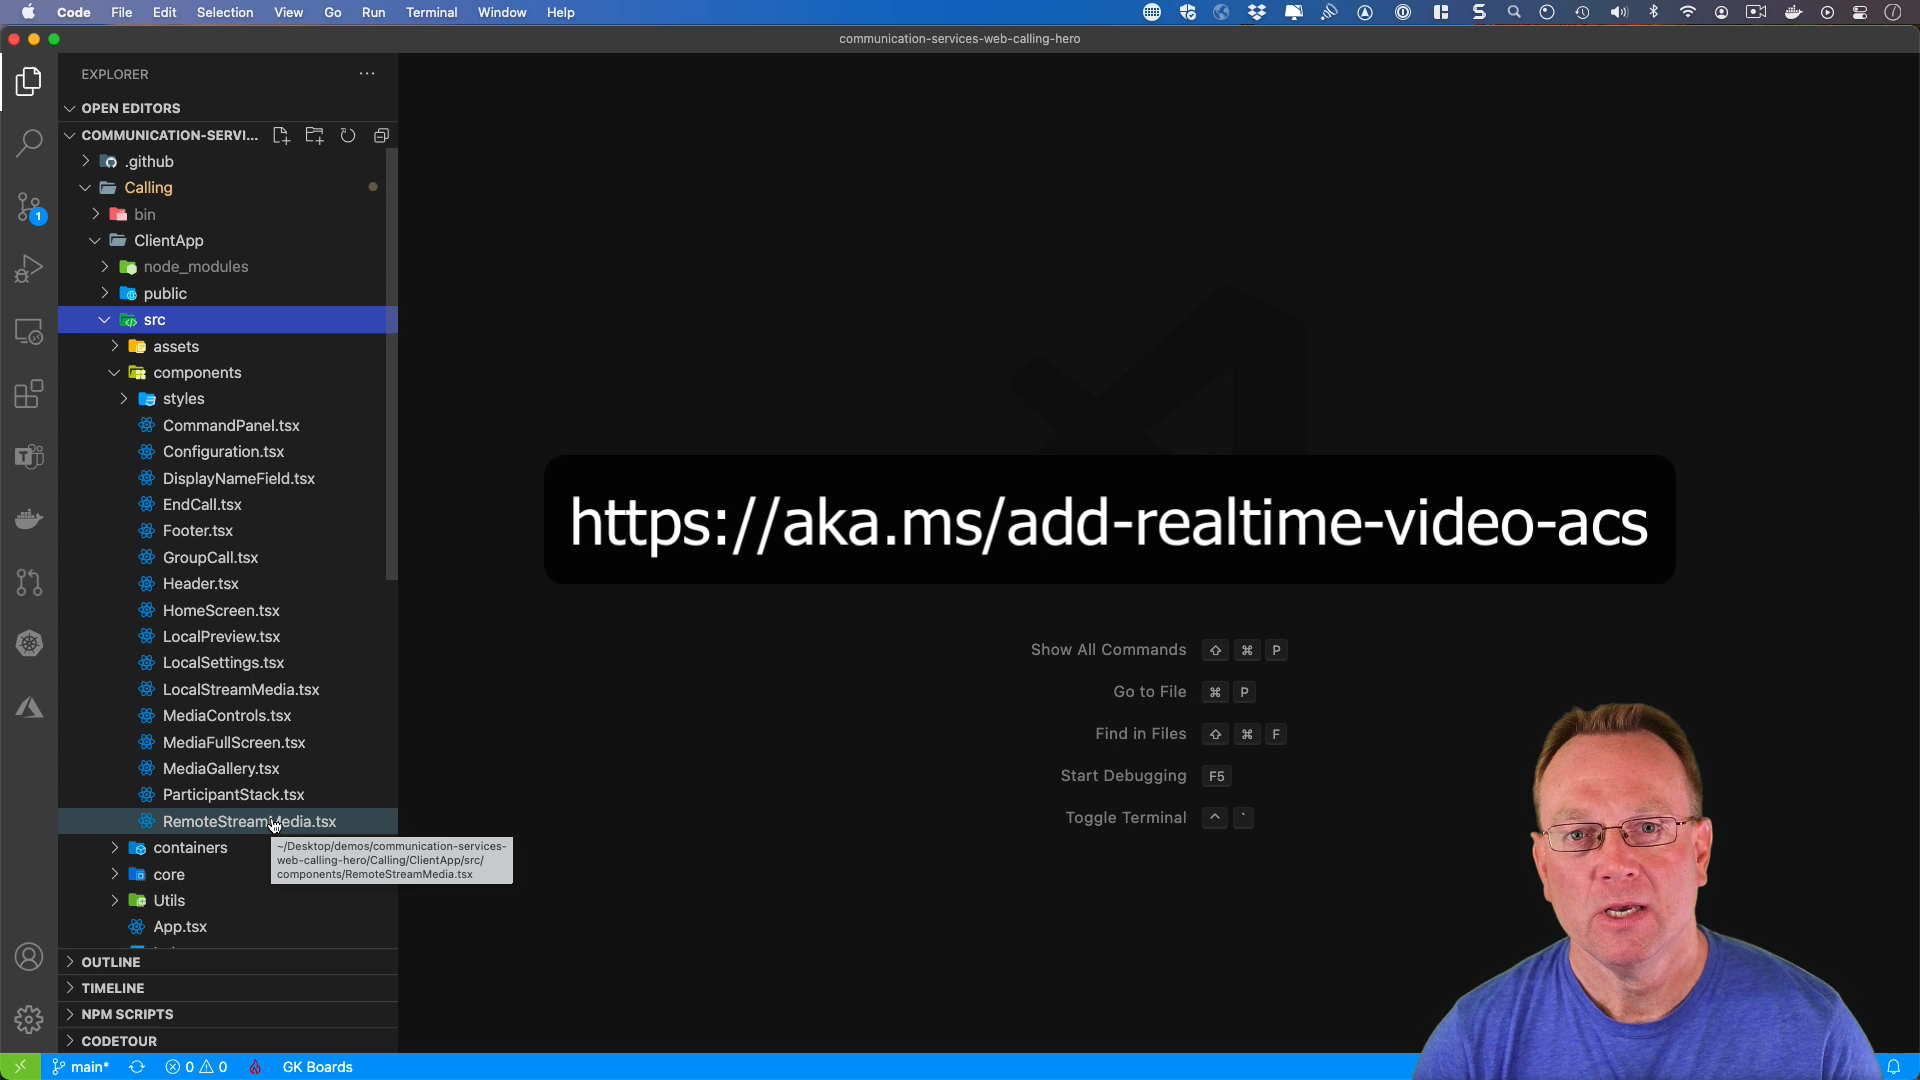 Code File Edit Selection View Go Run Terminal Window Help
communication-services-web-calling-hero
EXPLORER
OPEN EDITORS
COMMUNICATION-SERVI...
.github
Calling
bin
ClientApp
node_modules
public
src
assets
components
styles
CommandPanel.tsx
Configuration.tsx
DisplayNameField.tsx
EndCall.tsx
Footer.tsx
GroupCall.tsx
Header.tsx
HomeScreen.tsx
LocalPreview.tsx
LocalSettings.tsx
LocalStreamMedia.tsx
MediaControls.tsx
MediaFullScreen.tsx
MediaGallery.tsx
ParticipantStack.tsx
RemoteStreamMedia.tsx
containers
core
Utils
App.tsx
~/Desktop/demos/communication-services-
web-calling-hero/Calling/ClientApp/src/
components/RemoteStreamMedia.tsx
OUTLINE
TIMELINE
NPM SCRIPTS
CODETOUR
1
https://aka.ms/add-realtime-video-acs
Show All Commands ⇧ ⌘ P
Go to File ⌘ P
Find in Files ⇧ ⌘ F
Start Debugging F5
Toggle Terminal ^ `
main* 0 0 GK Boards